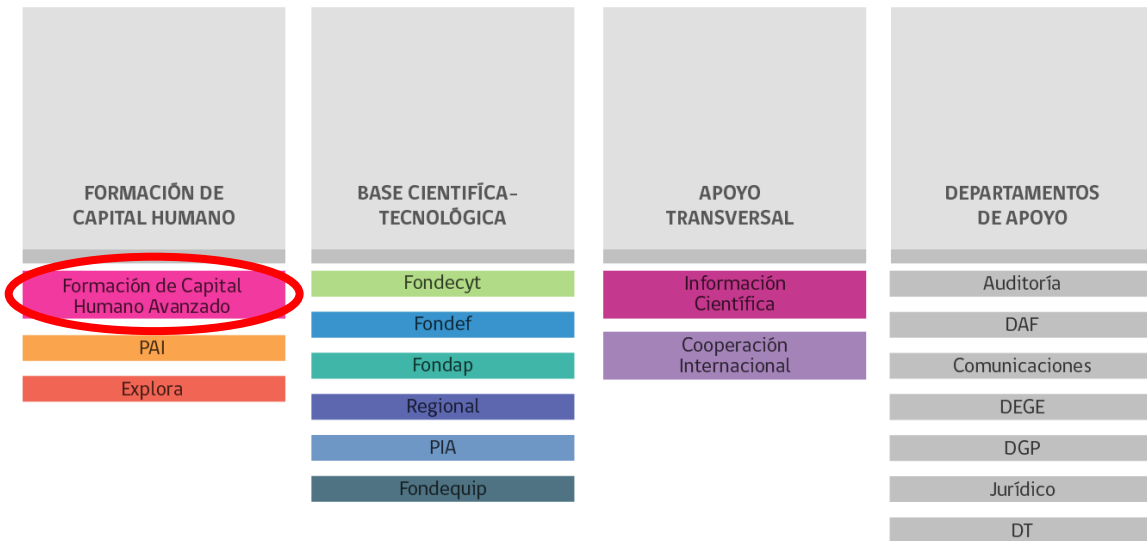 FORMACIÓN DE
CAPITAL HUMANO
Formación de Capital
Humano Avanzado
PAI
Explora
BASE CIENTIFÍCA-
TECNOLÓGICA
Fondecyt
Fondef
Fondap
Regional
PIA
Fondequip
APOYO
TRANSVERSAL
Información
Científica
Cooperación
Internacional
DEPARTAMENTOS
DE APOYO
Auditoría
DAF
Comunicaciones
DEGE
DGP
Jurídico
DT